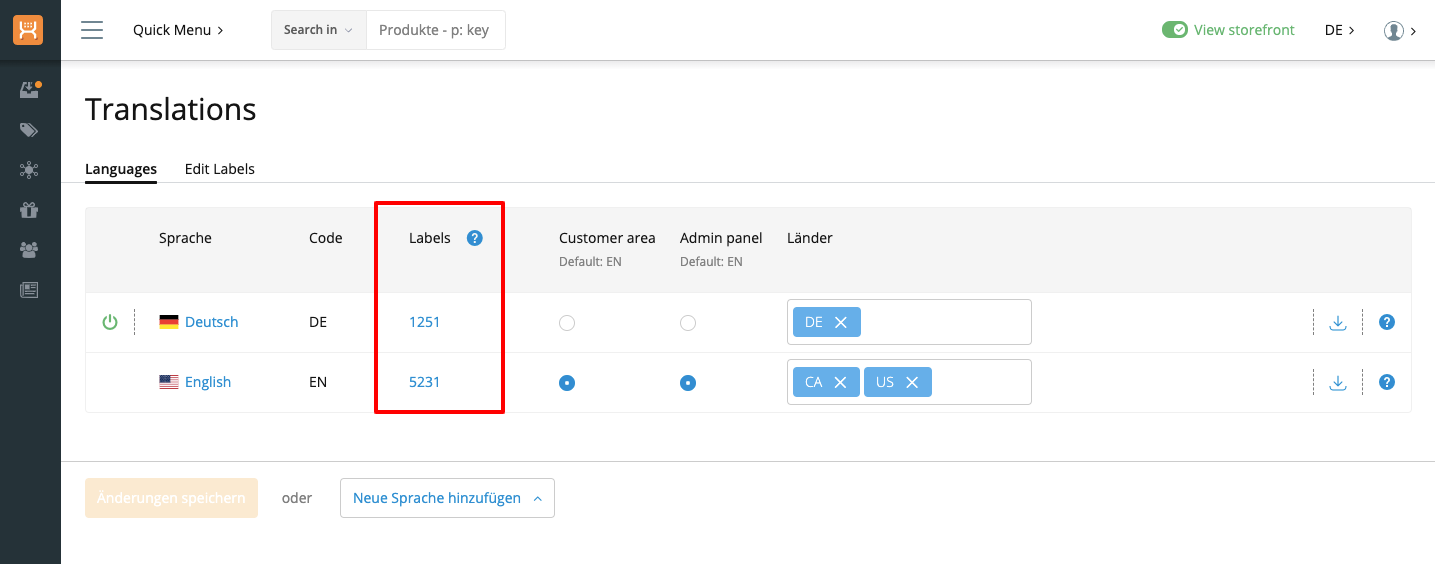 Quick Menu
Search in
Produkte - p: key
View storefront
DE
Translations
Languages
Edit Labels
Sprache
Code
Labels
?
Customer area
Default: EN
Admin panel
Default: EN
Länder
Deutsch
DE
1251
DE
?
English
EN
5231
CA
US
?
Änderungen speichern
oder
Neue Sprache hinzufügen